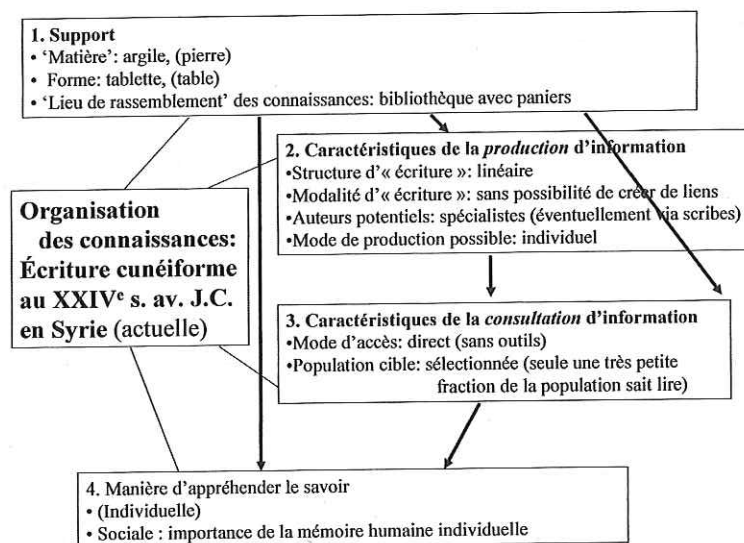 1. Support
• ‘Matière’: argile, (pierre)
• Forme: tablette, (table)
• ‘Lieu de rassemblement’ des connaissances: bibliothèque avec paniers
2. Caractéristiques de la production d’information
•Structure d’« écriture »: linéaire
•Modalité d’« écriture »: sans possibilité de créer de liens
•Auteurs potentiels: spécialistes (éventuellement via scribes)
•Mode de production possible: individuel
Organisation
des connaissances:
Écriture cunéiforme
au XXIVe s. av. J.C.
en Syrie (actuelle)
3. Caractéristiques de la consultation d’information
•Mode d’accès: direct (sans outils)
•Population cible: sélectionnée (seule une très petite
fraction de la population sait lire)
4. Manière d’appréhender le savoir
• (Individuelle)
• Sociale : importance de la mémoire humaine individuelle